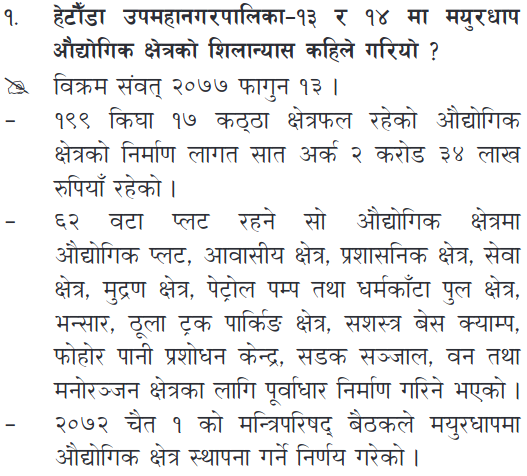 १. हेटौंडा उपमहानगरपालिका-१३ र १४ मा मयुरधाप
औद्योगिक क्षेत्रको शिलान्यास कहिले गरियो ?
विक्रम संवत् २०७७ फागुन १३ ।
- १९९ किघा १७ कठ्ठा क्षेत्रफल रहेको औद्योगिक
क्षेत्रको निर्माण लागत सात अर्क २ करोड ३४ लाख
रुपियाँ रहेको ।
- ६२ वटा प्लट रहने सो औद्योगिक क्षेत्रमा
औद्योगिक प्लट, आवासीय क्षेत्र, प्रशासनिक क्षेत्र, सेवा
क्षेत्र, मुद्रण क्षेत्र, पेट्रोल पम्प तथा धर्मकाँटा पुल क्षेत्र,
भन्सार, ठूला ट्रक पार्किङ क्षेत्र, सशस्त्र बेस क्याम्प,
फोहोर पानी प्रशोधन केन्द्र, सडक सञ्जाल, वन तथा
मनोरञ्जन क्षेत्रका लागि पूर्वाधार निर्माण गरिने भएको ।
- २०७२ चैत १ को मन्त्रिपरिषद् बैठकले मयुरधापमा
औद्योगिक क्षेत्र स्थापना गर्ने निर्णय गरेको ।